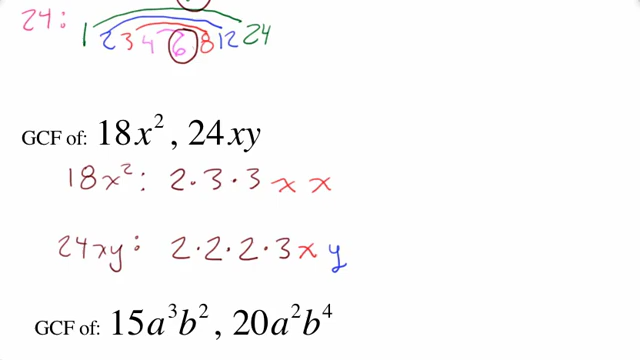 24: 1 2 3 4 6 8 12 24
GCF of: 18x², 24xy
18x²: 2·3·3 x x
24xy: 2·2·2·3 x y
GCF of: 15a³b², 20a²b⁴